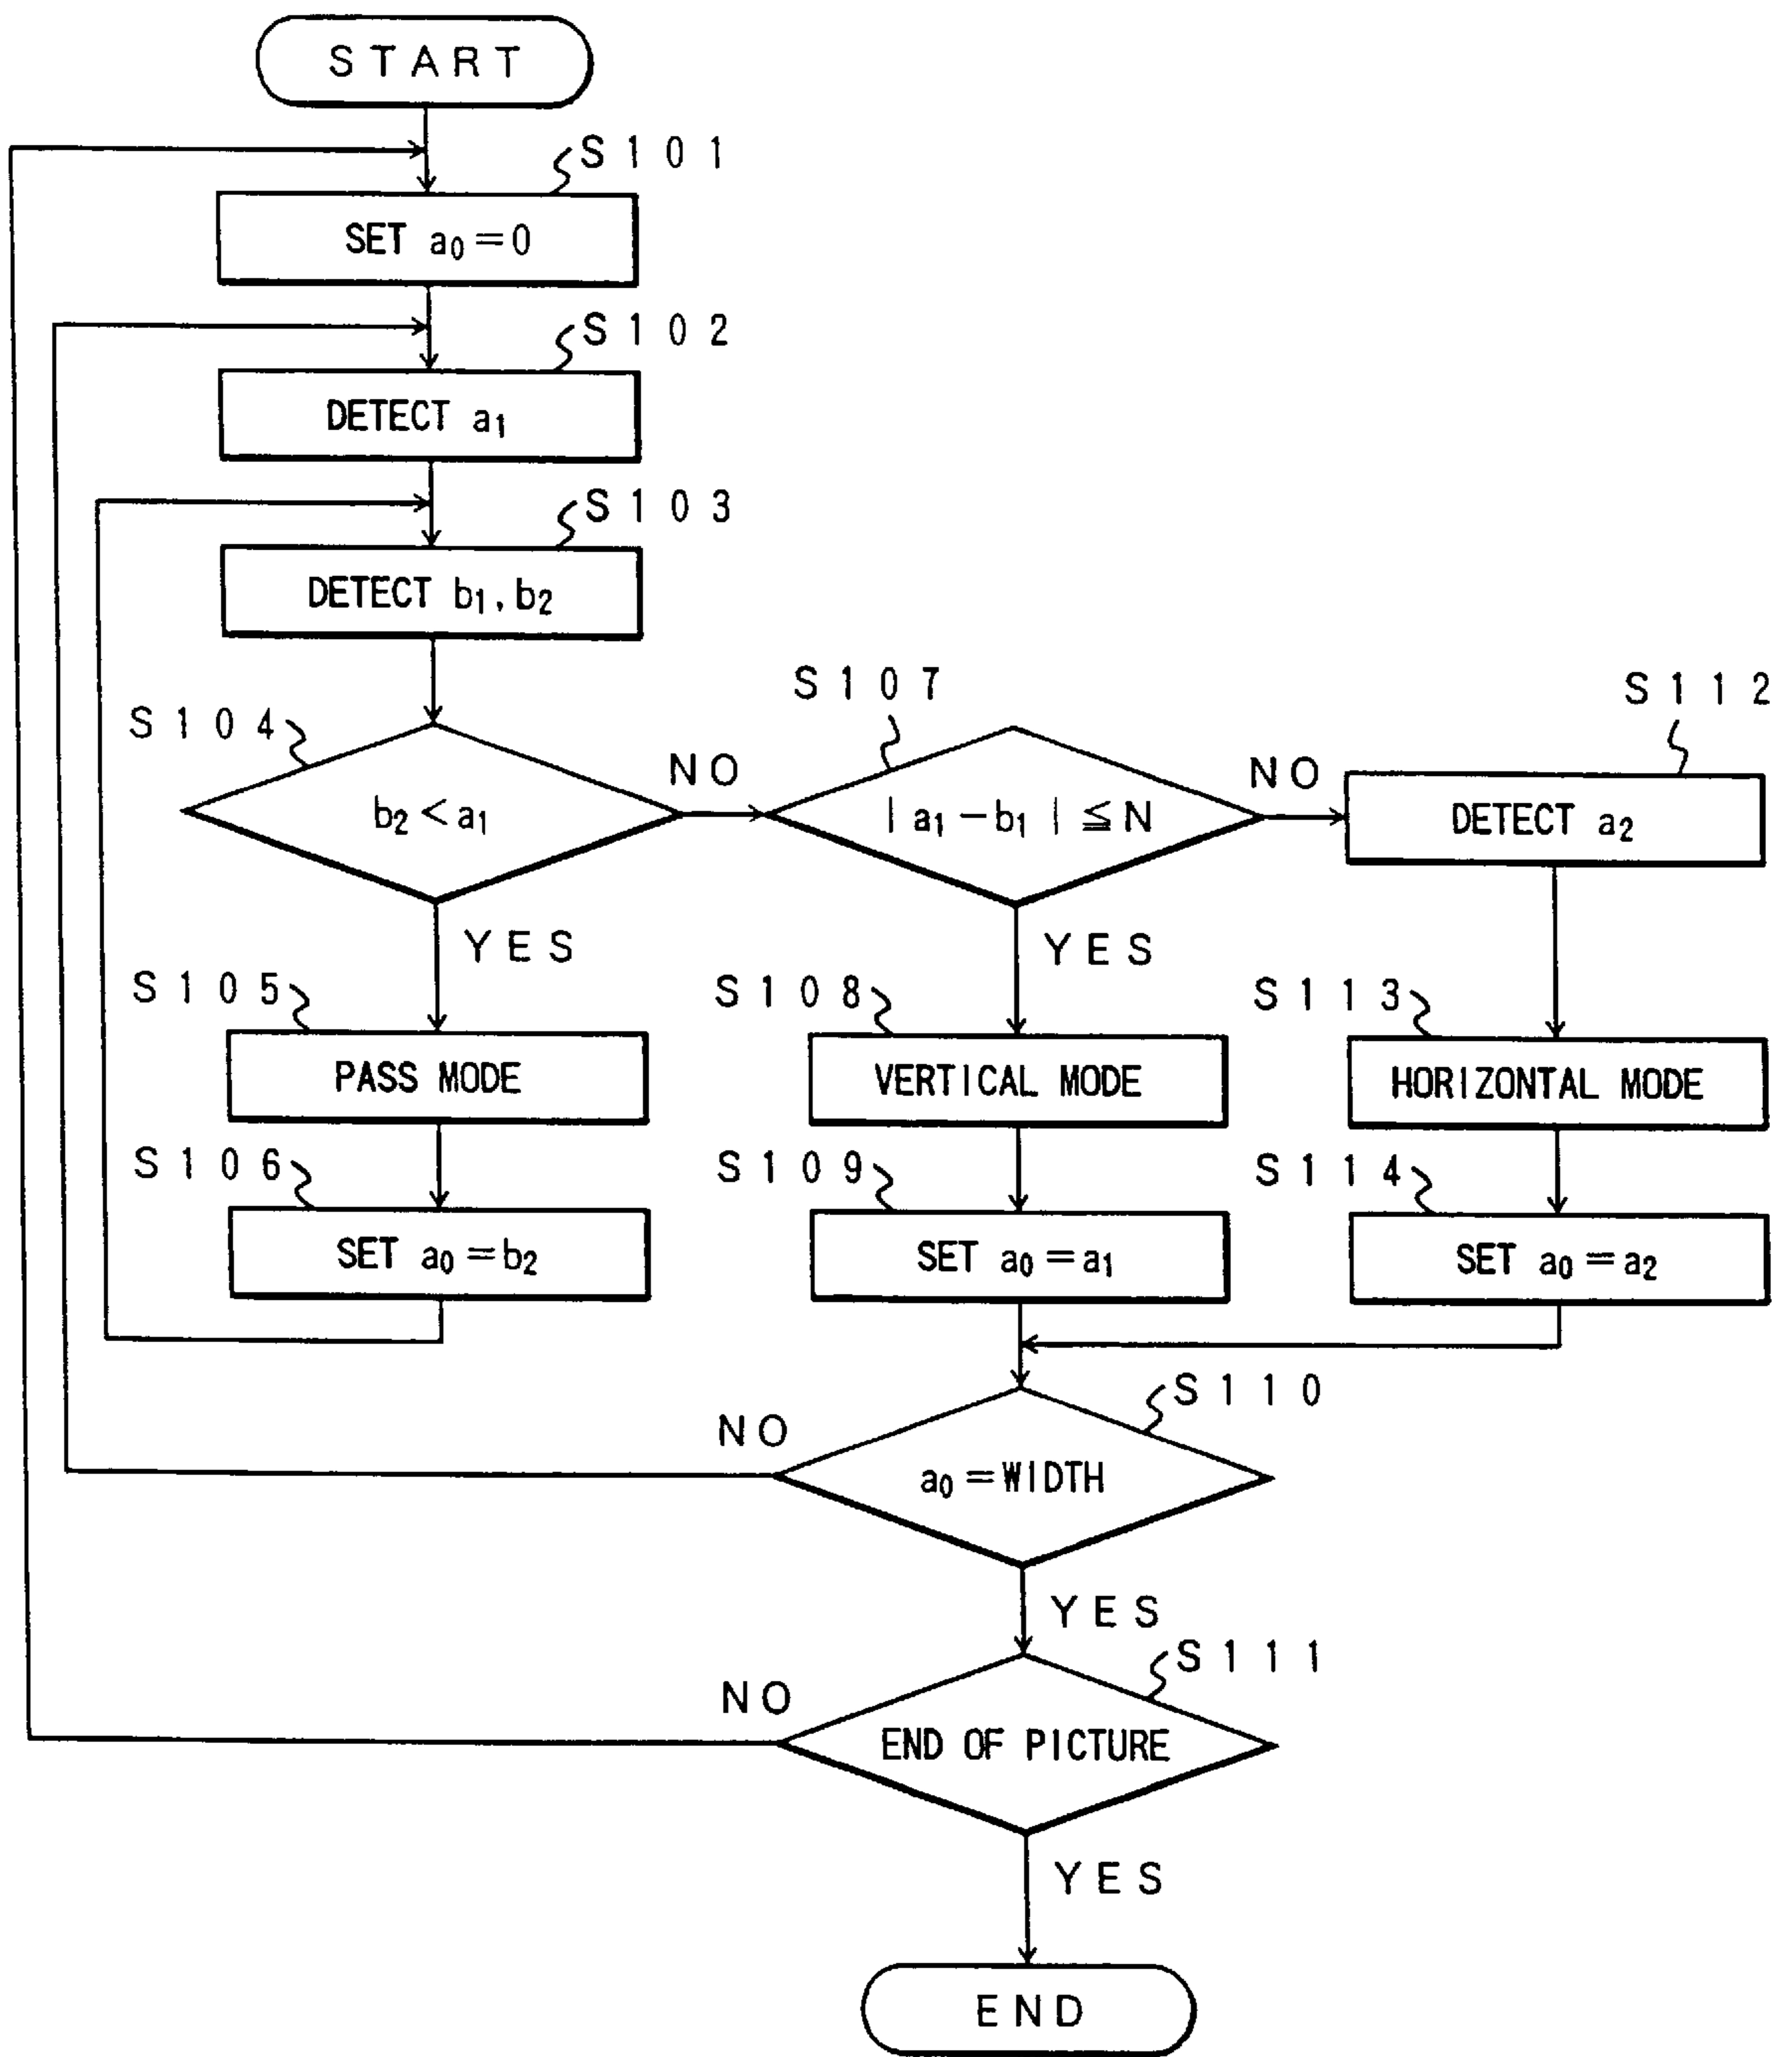 START
S101
SET a₀=0
S102
DETECT a₁
S103
DETECT b₁, b₂
S104
b₂<a₁
NO
S107
|a₁-b₁|≦N
NO
S112
DETECT a₂
YES
YES
S105
PASS MODE
S108
VERTICAL MODE
S113
HORIZONTAL MODE
S106
SET a₀=b₂
S109
SET a₀=a₁
S114
SET a₀=a₂
S110
NO
a₀=WIDTH
YES
S111
NO
END OF PICTURE
YES
END